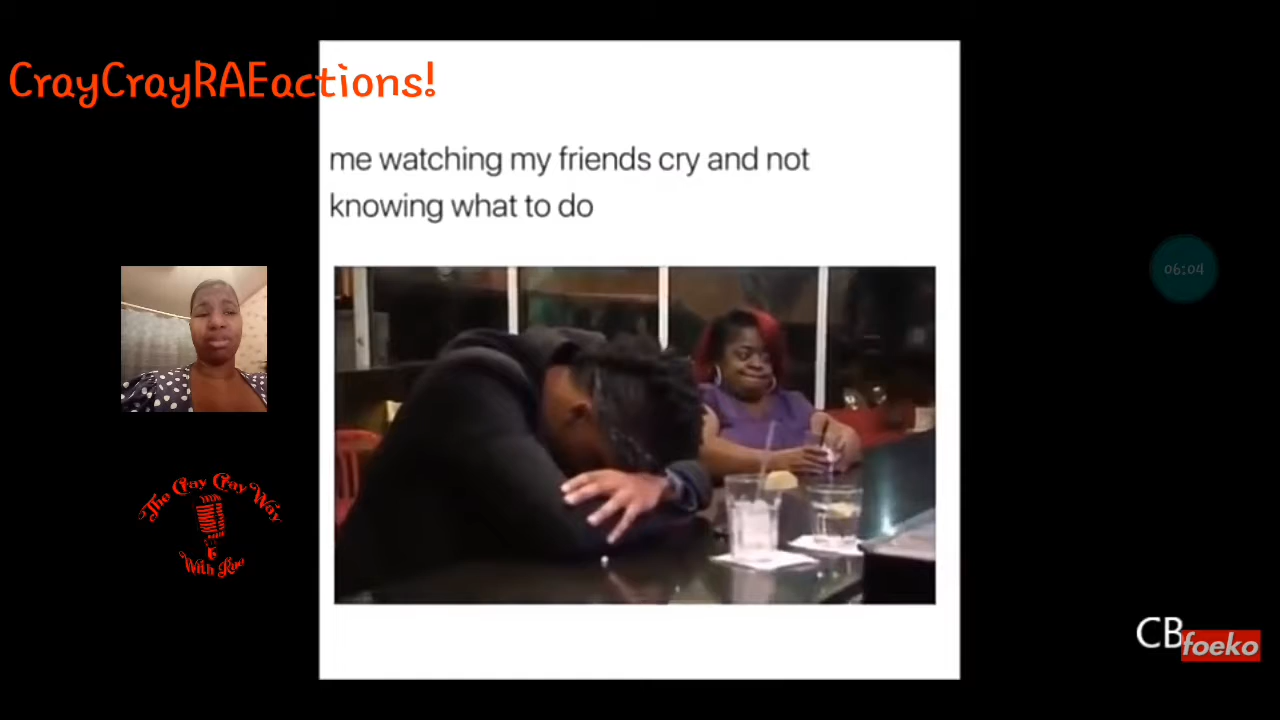 CrayCrayRAEactions!
me watching my friends cry and not
knowing what to do
06:04
The Cray Cray Way
With Rae
CB
foeko